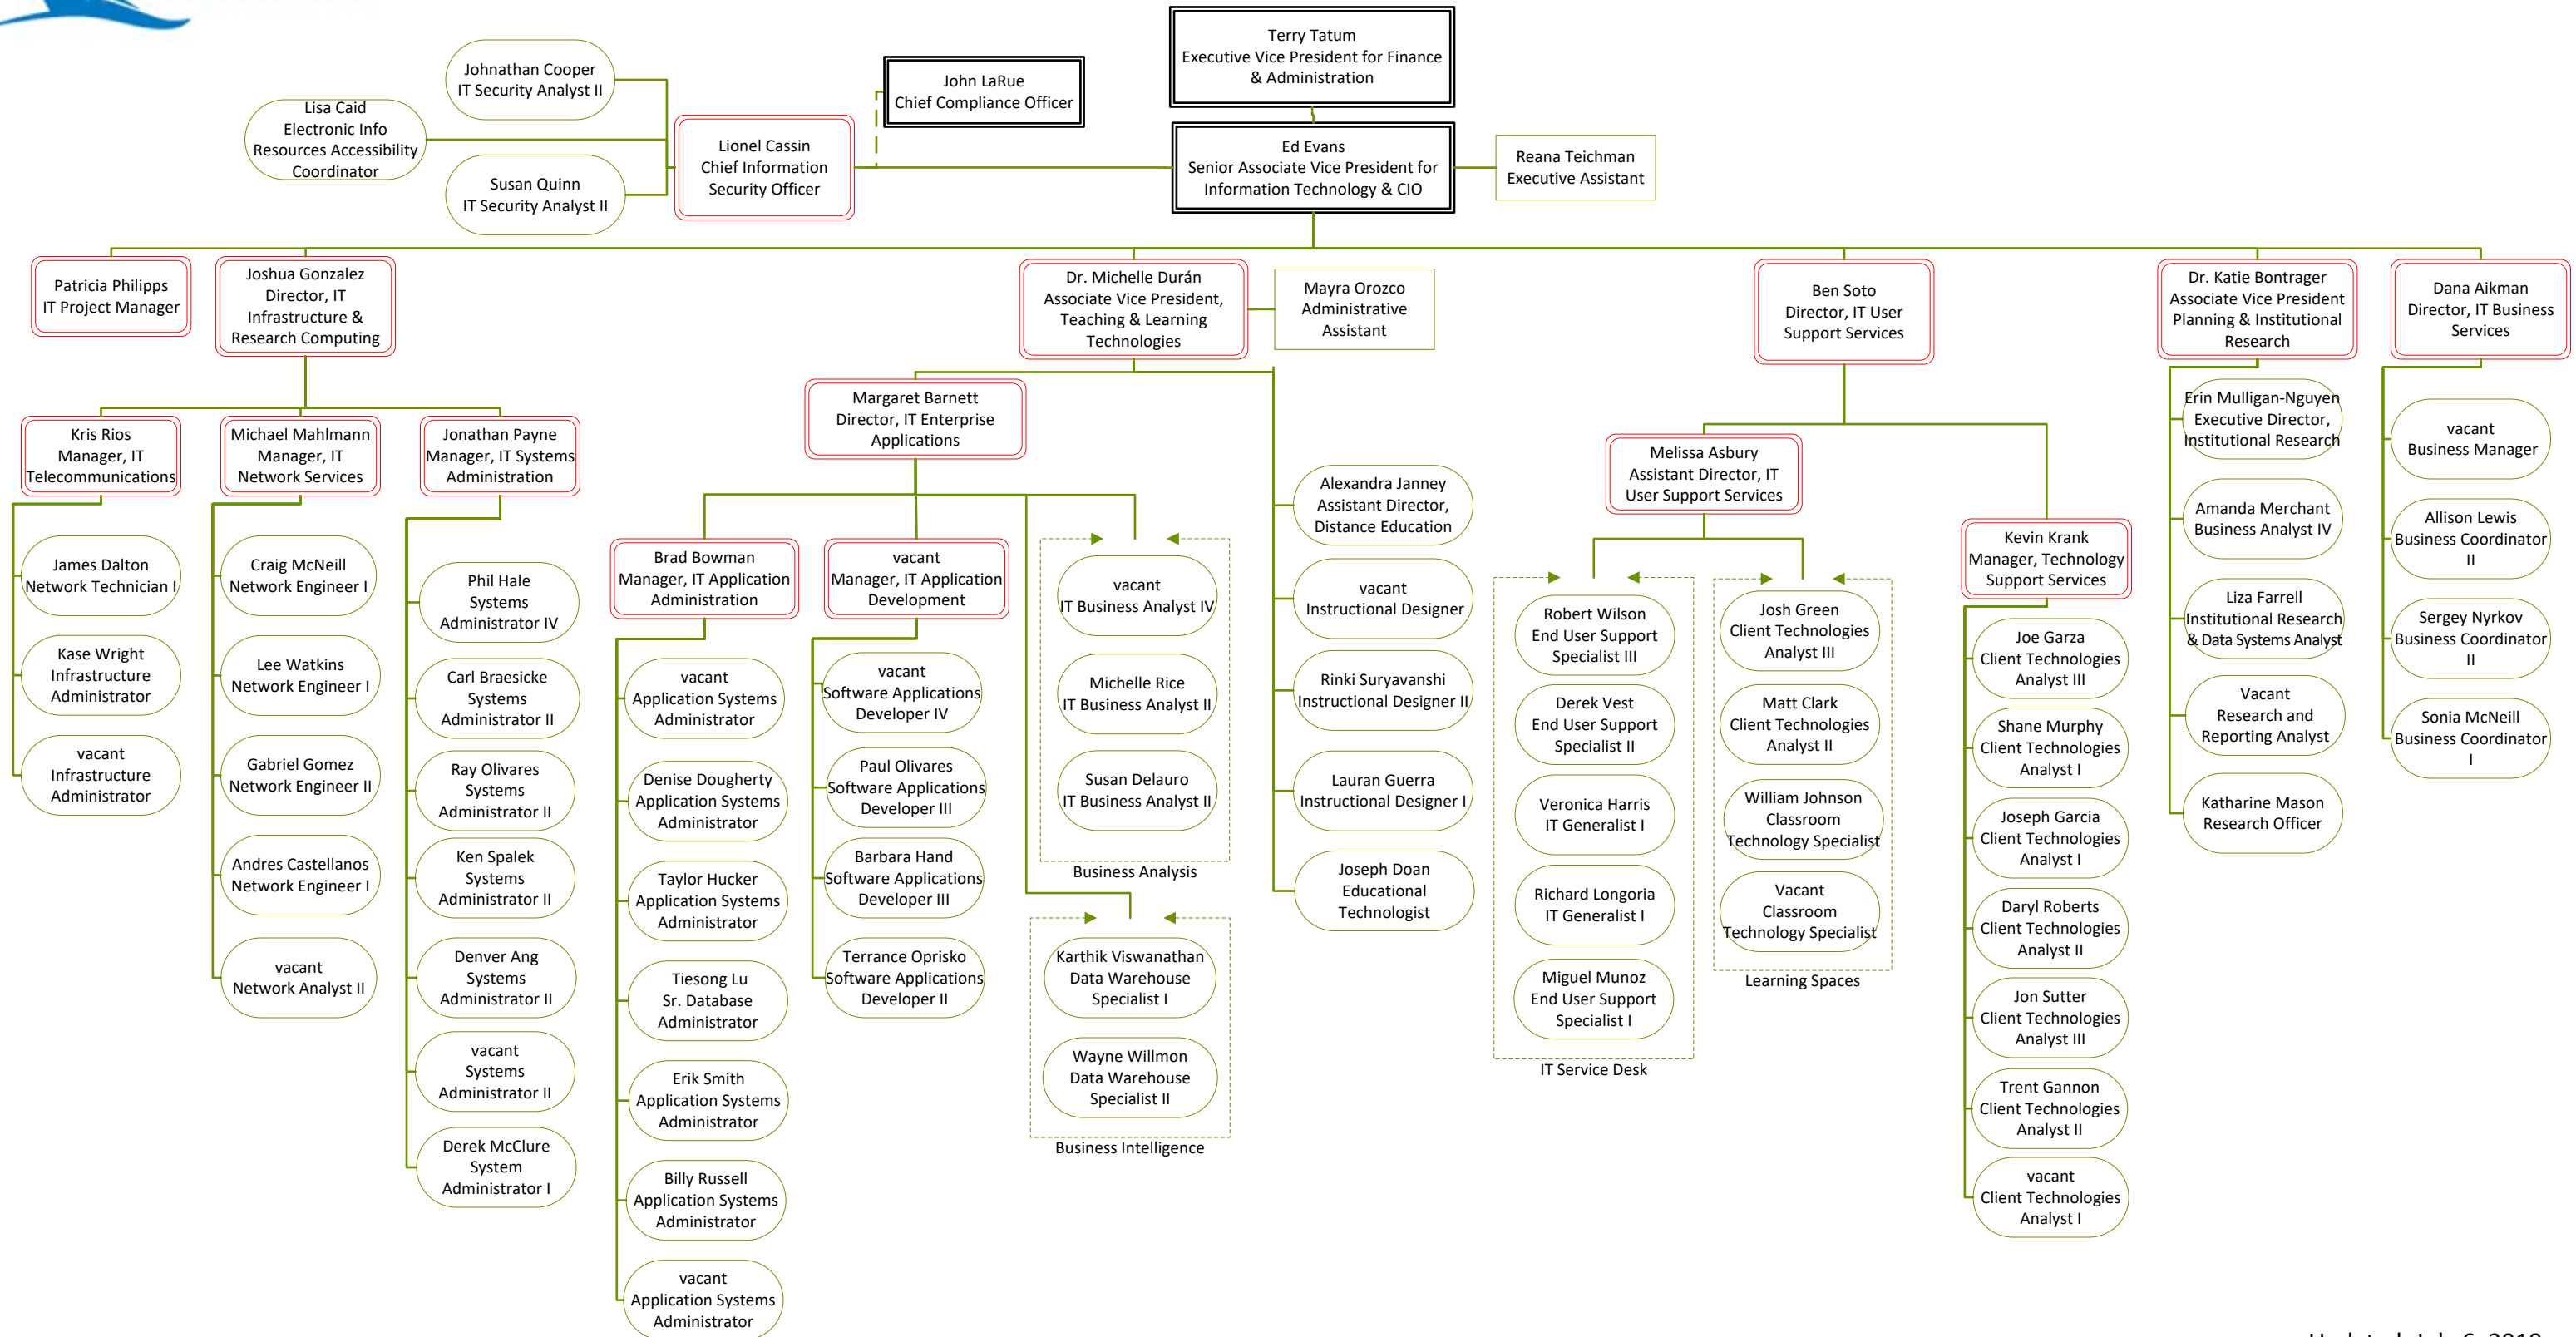 Terry Tatum
Executive Vice President for Finance
& Administration
Johnathan Cooper
IT Security Analyst II
John LaRue
Chief Compliance Officer
Lisa Caid
Electronic Info
Resources Accessibility
Coordinator
Lionel Cassin
Chief Information
Security Officer
Ed Evans
Senior Associate Vice President for
Information Technology & CIO
Reana Teichman
Executive Assistant
Susan Quinn
IT Security Analyst II
Patricia Philipps
IT Project Manager
Joshua Gonzalez
Director, IT
Infrastructure &
Research Computing
Dr. Michelle Durán
Associate Vice President,
Teaching & Learning
Technologies
Mayra Orozco
Administrative
Assistant
Ben Soto
Director, IT User
Support Services
Dr. Katie Bontrager
Associate Vice President
Planning & Institutional
Research
Dana Aikman
Director, IT Business
Services
Kris Rios
Manager, IT
Telecommunications
James Dalton
Network Technician I
Kase Wright
Infrastructure
Administrator
vacant
Infrastructure
Administrator
Michael Mahlmann
Manager, IT
Network Services
Craig McNeill
Network Engineer I
Lee Watkins
Network Engineer I
Gabriel Gomez
Network Engineer II
Andres Castellanos
Network Engineer I
vacant
Network Analyst II
Jonathan Payne
Manager, IT Systems
Administration
Phil Hale
Systems
Administrator IV
Carl Braesicke
Systems
Administrator II
Ray Olivares
Systems
Administrator II
Ken Spalek
Systems
Administrator II
Denver Ang
Systems
Administrator II
vacant
Systems
Administrator II
Derek McClure
System
Administrator I
Margaret Barnett
Director, IT Enterprise
Applications
Brad Bowman
Manager, IT Application
Administration
vacant
Application Systems
Administrator
Denise Dougherty
Application Systems
Administrator
Taylor Hucker
Application Systems
Administrator
Tiesong Lu
Sr. Database
Administrator
Erik Smith
Application Systems
Administrator
Billy Russell
Application Systems
Administrator
vacant
Application Systems
Administrator
vacant
Manager, IT Application
Development
vacant
Software Applications
Developer IV
Paul Olivares
Software Applications
Developer III
Barbara Hand
Software Applications
Developer III
Terrance Oprisko
Software Applications
Developer II
vacant
IT Business Analyst IV
Michelle Rice
IT Business Analyst II
Susan Delauro
IT Business Analyst II
Business Analysis
Karthik Viswanathan
Data Warehouse
Specialist I
Wayne Willmon
Data Warehouse
Specialist II
Business Intelligence
Alexandra Janney
Assistant Director,
Distance Education
vacant
Instructional Designer
Rinki Suryavanshi
Instructional Designer II
Lauran Guerra
Instructional Designer I
Joseph Doan
Educational
Technologist
Melissa Asbury
Assistant Director, IT
User Support Services
Robert Wilson
End User Support
Specialist III
Derek Vest
End User Support
Specialist II
Veronica Harris
IT Generalist I
Richard Longoria
IT Generalist I
Miguel Munoz
End User Support
Specialist I
IT Service Desk
Josh Green
Client Technologies
Analyst III
Matt Clark
Client Technologies
Analyst II
William Johnson
Classroom
Technology Specialist
Vacant
Classroom
Technology Specialist
Learning Spaces
Kevin Krank
Manager, Technology
Support Services
Joe Garza
Client Technologies
Analyst III
Shane Murphy
Client Technologies
Analyst I
Joseph Garcia
Client Technologies
Analyst I
Daryl Roberts
Client Technologies
Analyst II
Jon Sutter
Client Technologies
Analyst III
Trent Gannon
Client Technologies
Analyst II
vacant
Client Technologies
Analyst I
Erin Mulligan-Nguyen
Executive Director,
Institutional Research
Amanda Merchant
Business Analyst IV
Liza Farrell
Institutional Research
& Data Systems Analyst
Vacant
Research and
Reporting Analyst
Katharine Mason
Research Officer
vacant
Business Manager
Allison Lewis
Business Coordinator
II
Sergey Nyrkov
Business Coordinator
II
Sonia McNeill
Business Coordinator
I
Updated: July 6, 2018